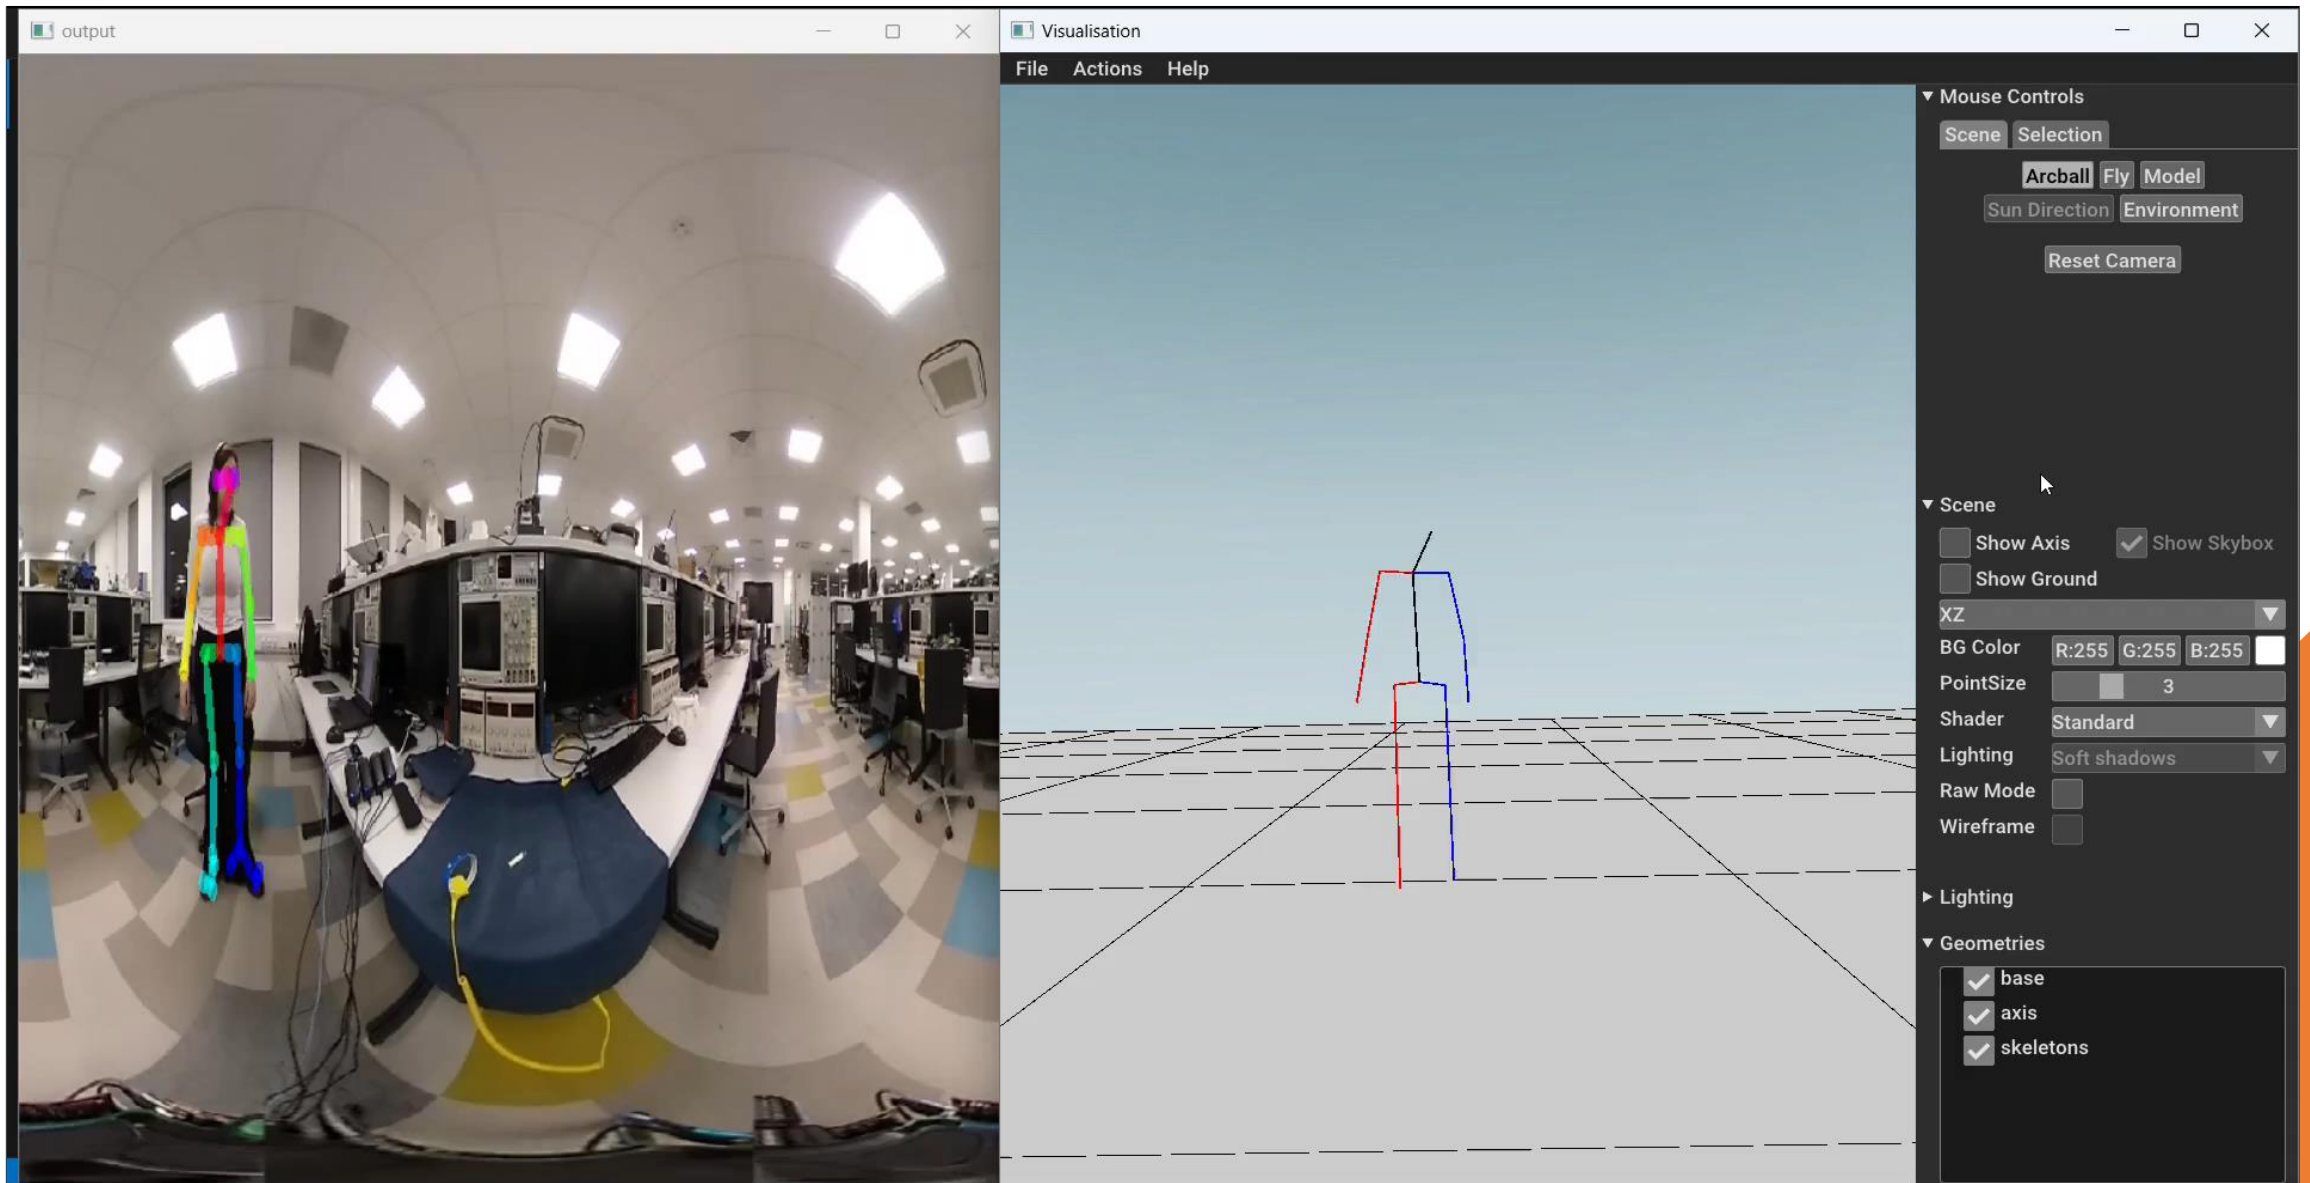 output
Visualisation
File Actions Help
Mouse Controls
Scene Selection
Arcball Fly Model
Sun Direction Environment
Reset Camera
Scene
Show Axis Show Skybox
Show Ground
XZ
BG Color R:255 G:255 B:255
PointSize 3
Shader Standard
Lighting Soft shadows
Raw Mode
Wireframe
Lighting
Geometries
base
axis
skeletons